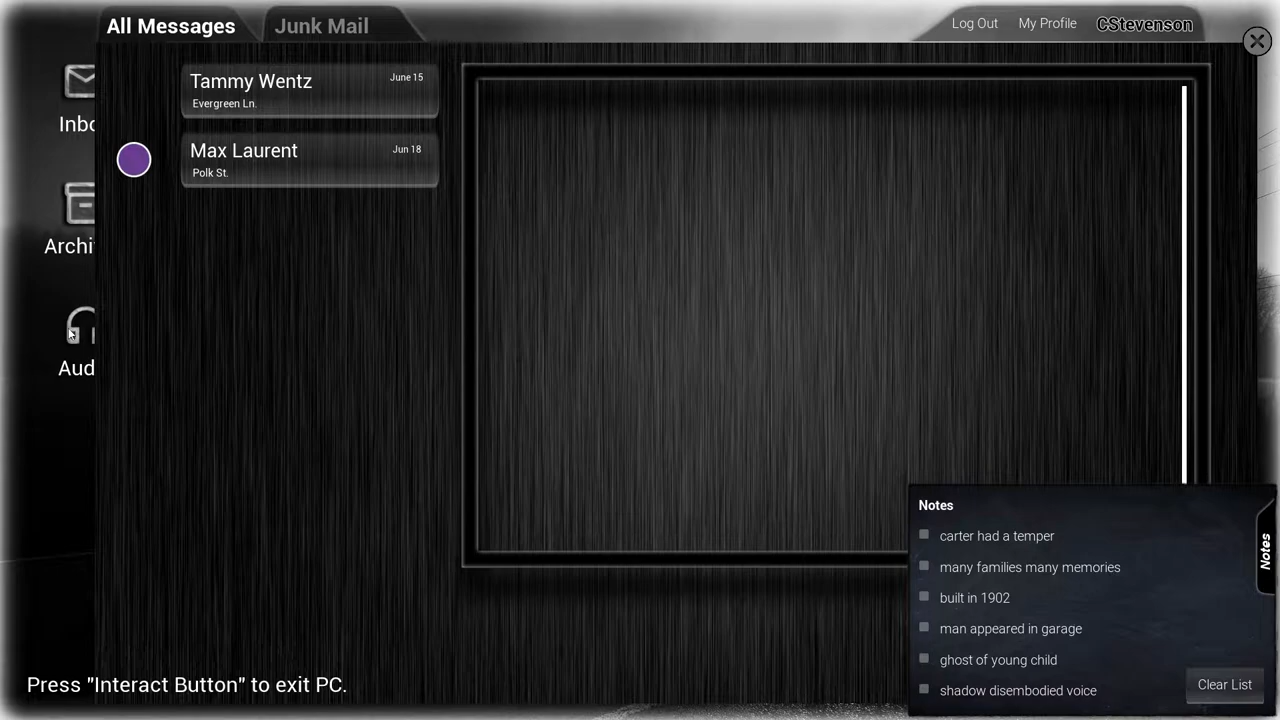 All Messages
Junk Mail
Log Out
My Profile
CStevenson
Inbo
Archi
Aud
Tammy Wentz
June 15
Evergreen Ln.
Max Laurent
Jun 18
Polk St.
Notes
carter had a temper
many families many memories
built in 1902
man appeared in garage
ghost of young child
shadow disembodied voice
Clear List
Notes
Press "Interact Button" to exit PC.